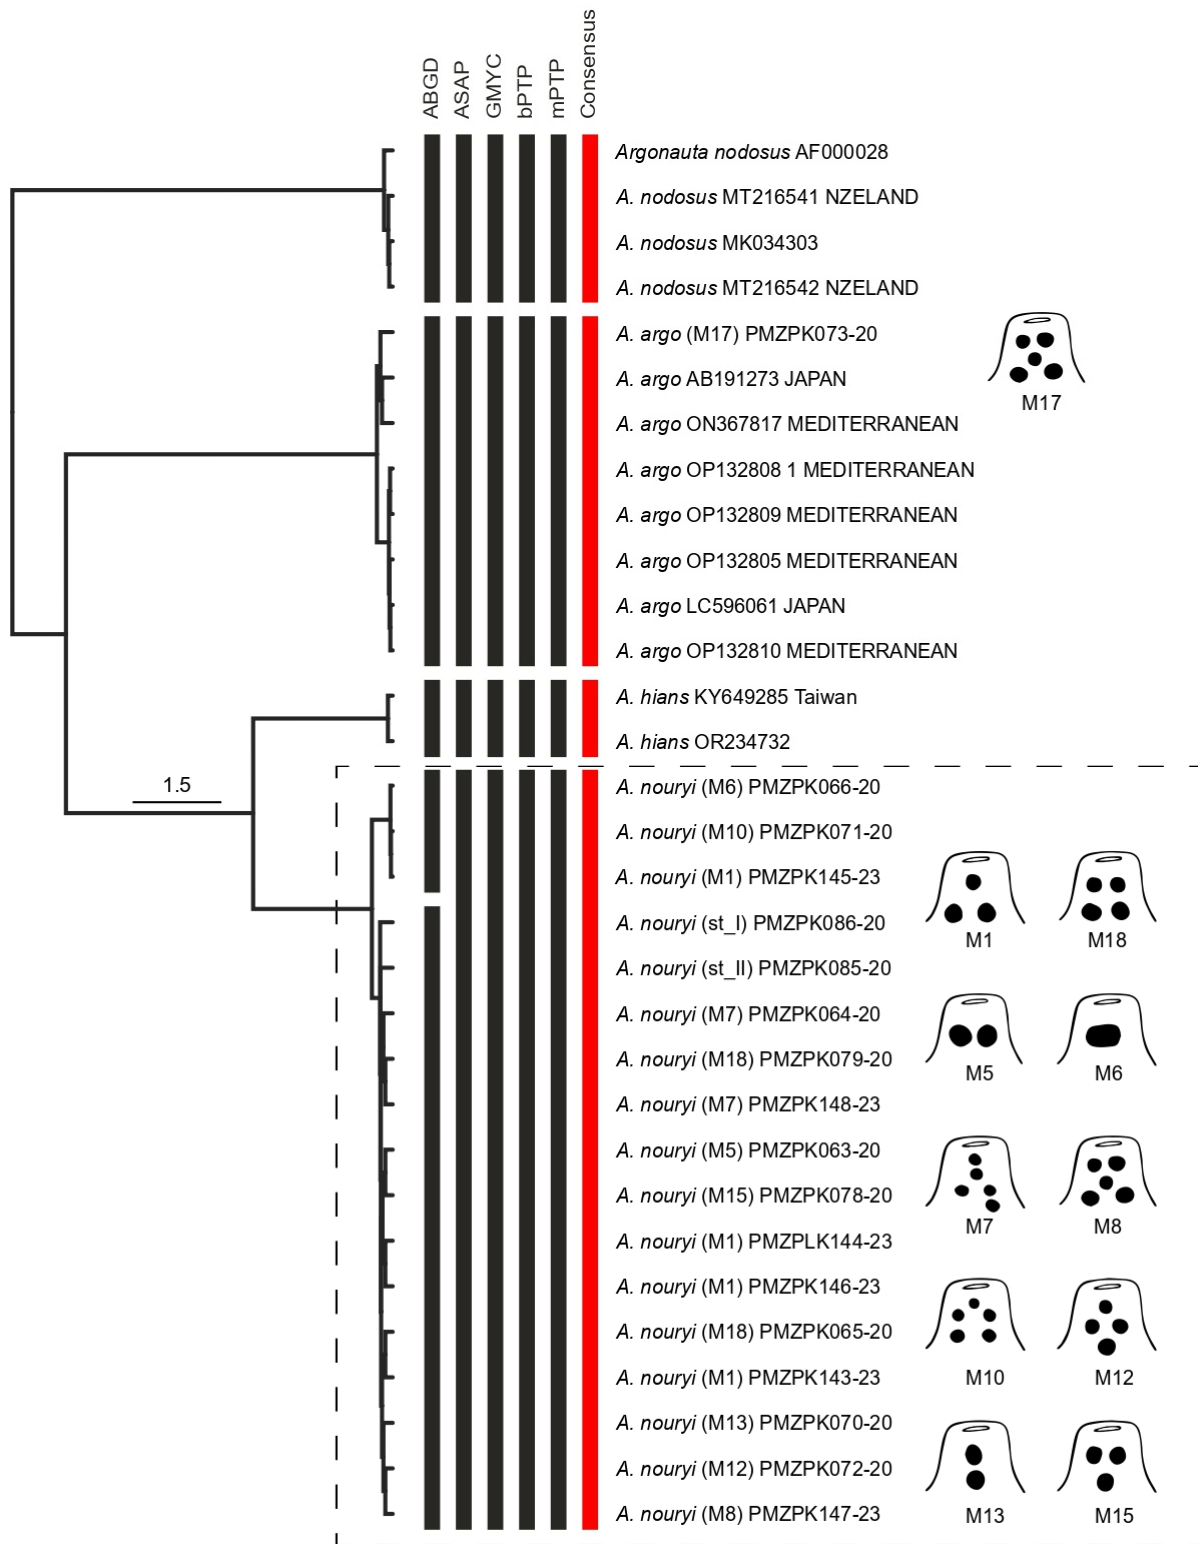 ABGD
ASAP
GMYC
bPTP
mPTP
Consensus
Argonauta nodosus AF000028
A. nodosus MT216541 NZELAND
A. nodosus MK034303
A. nodosus MT216542 NZELAND
A. argo (M17) PMZPK073-20
A. argo AB191273 JAPAN
M17
A. argo ON367817 MEDITERRANEAN
A. argo OP132808 1 MEDITERRANEAN
A. argo OP132809 MEDITERRANEAN
A. argo OP132805 MEDITERRANEAN
A. argo LC596061 JAPAN
A. argo OP132810 MEDITERRANEAN
A. hians KY649285 Taiwan
A. hians OR234732
1.5
A. nouryi (M6) PMZPK066-20
A. nouryi (M10) PMZPK071-20
A. nouryi (M1) PMZPK145-23
A. nouryi (st_I) PMZPK086-20
M1 M18
A. nouryi (st_II) PMZPK085-20
A. nouryi (M7) PMZPK064-20
A. nouryi (M18) PMZPK079-20
M5 M6
A. nouryi (M7) PMZPK148-23
A. nouryi (M5) PMZPK063-20
A. nouryi (M15) PMZPK078-20
M7 M8
A. nouryi (M1) PMZPLK144-23
A. nouryi (M1) PMZPK146-23
A. nouryi (M18) PMZPK065-20
A. nouryi (M1) PMZPK143-23
M10 M12
A. nouryi (M13) PMZPK070-20
A. nouryi (M12) PMZPK072-20
A. nouryi (M8) PMZPK147-23
M13 M15